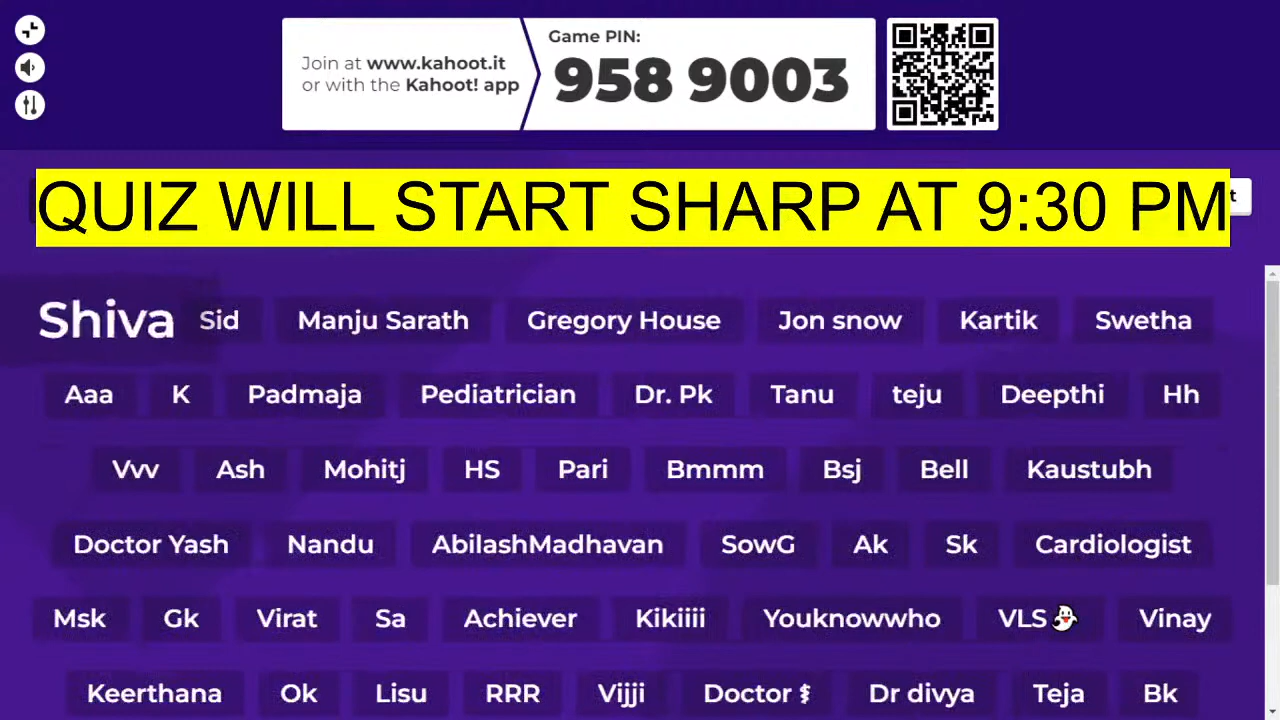 Join at www.kahoot.it
or with the Kahoot! app
Game PIN:
958 9003
QUIZ WILL START SHARP AT 9:30 PM
Shiva Sid Manju Sarath Gregory House Jon snow Kartik Swetha
Aaa K Padmaja Pediatrician Dr. Pk Tanu teju Deepthi Hh
Vvv Ash Mohitj HS Pari Bmmm Bsj Bell Kaustubh
Doctor Yash Nandu AbilashMadhavan SowG Ak Sk Cardiologist
Msk Gk Virat Sa Achiever Kikiiii Youknowwho VLS👻 Vinay
Keerthana Ok Lisu RRR Vijji Doctor ⚕ Dr divya Teja Bk